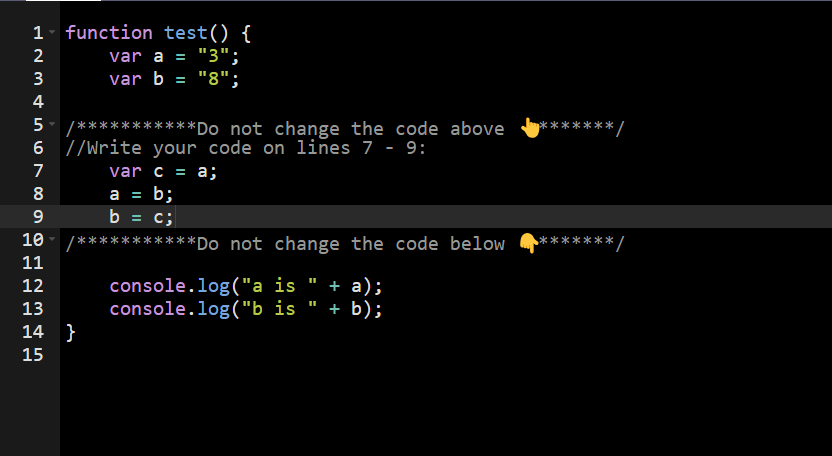 1 function test() {
2     var a = "3";
3     var b = "8";
4
5 /***********Do not change the code above 👆*******/
6 //Write your code on lines 7 - 9:
7     var c = a;
8     a = b;
9     b = c;
10 /***********Do not change the code below 👇*******/
11
12     console.log("a is " + a);
13     console.log("b is " + b);
14 }
15